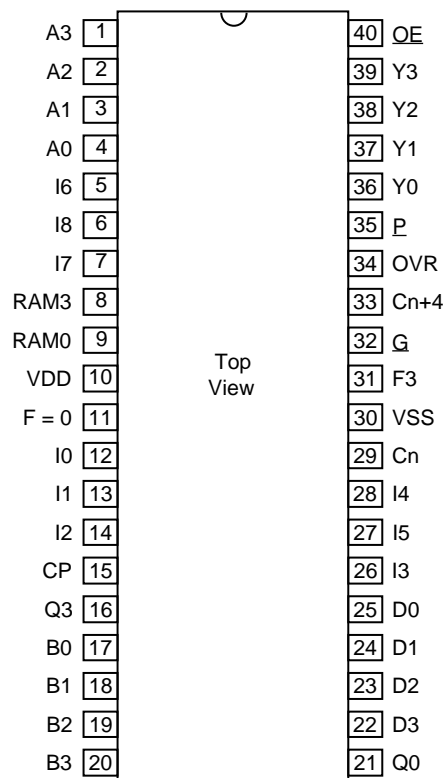 A3 1 40 OE
A2 2 39 Y3
A1 3 38 Y2
A0 4 37 Y1
I6 5 36 Y0
I8 6 35 P
I7 7 34 OVR
RAM3 8 33 Cn+4
RAM0 9 32 G
Top
View
VDD 10 31 F3
F = 0 11 30 VSS
I0 12 29 Cn
I1 13 28 I4
I2 14 27 I5
CP 15 26 I3
Q3 16 25 D0
B0 17 24 D1
B1 18 23 D2
B2 19 22 D3
B3 20 21 Q0